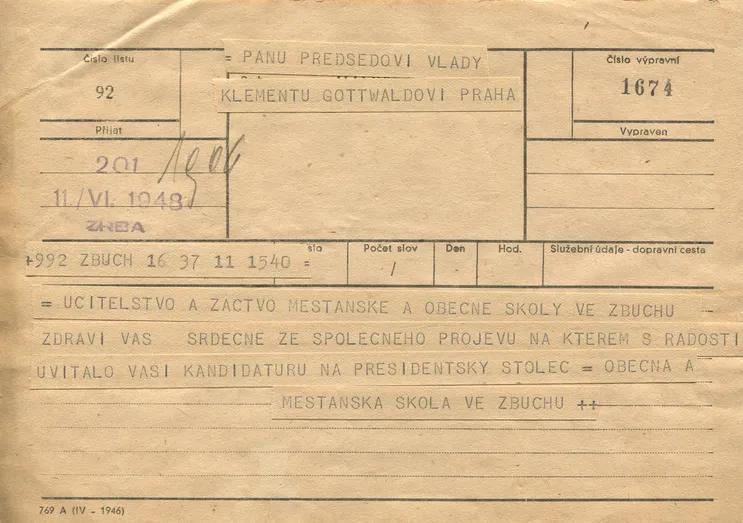 = PANU PREDSEDOVI VLADY
KLEMENTU GOTTWALDOVI PRAHA
Číslo listu
92
Přijat
201
1906
11./VI. 1948
ZHBA
Číslo výpravní
1674
Vypraven
+992 ZBUCH 16 37 11 1540 =
Počet slov
/
Den
Hod.
Služební údaje - dopravní cesta
= UCITELSTVO A ZACTVO MESTANSKE A OBECNE SKOLY VE ZBUCHU
ZDRAVI VAS SRDECNE ZE SPOLECNEHO PROJEVU NA KTEREM S RADOSTI
UVITALO VASI KANDIDATURU NA PRESIDENTSKY STOLEC = OBECNA A
MESTANSKA SKOLA VE ZBUCHU ++
769 A (IV - 1946)